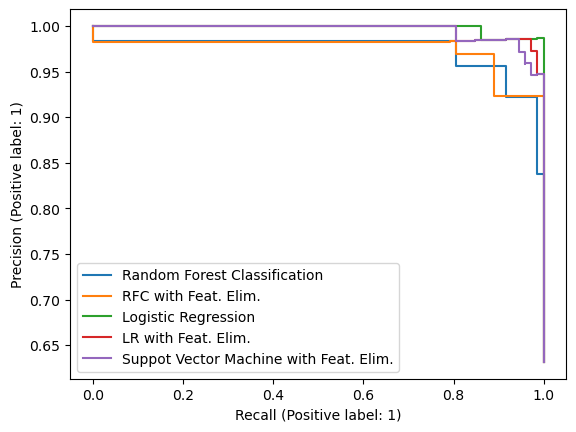 1.00
0.95
0.90
0.85
0.80
0.75
0.70
0.65
Precision (Positive label: 1)
Random Forest Classification
RFC with Feat. Elim.
Logistic Regression
LR with Feat. Elim.
Suppot Vector Machine with Feat. Elim.
0.0 0.2 0.4 0.6 0.8 1.0
Recall (Positive label: 1)